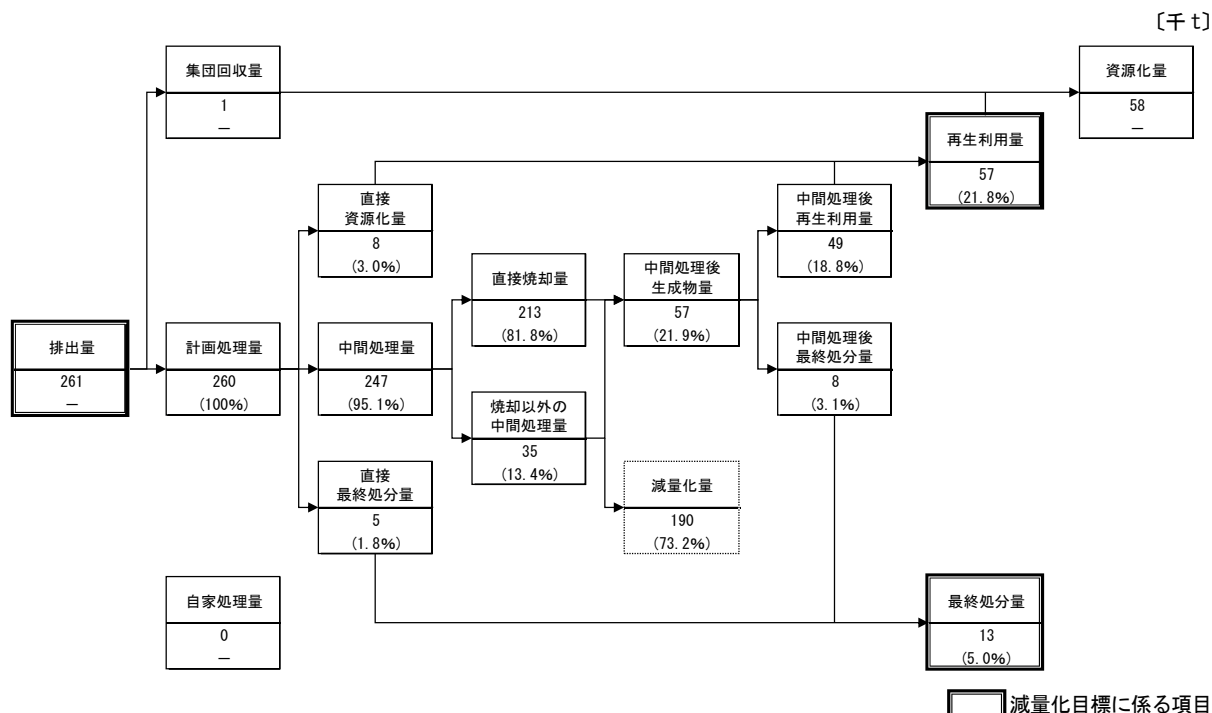 〔千t〕
集団回収量
1
－
資源化量
58
－
再生利用量
57
(21.8%)
直接
資源化量
8
(3.0%)
中間処理後
再生利用量
49
(18.8%)
直接焼却量
213
(81.8%)
中間処理後
生成物量
57
(21.9%)
排出量
261
－
計画処理量
260
(100%)
中間処理量
247
(95.1%)
中間処理後
最終処分量
8
(3.1%)
焼却以外の
中間処理量
35
(13.4%)
直接
最終処分量
5
(1.8%)
減量化量
190
(73.2%)
自家処理量
0
－
最終処分量
13
(5.0%)
減量化目標に係る項目